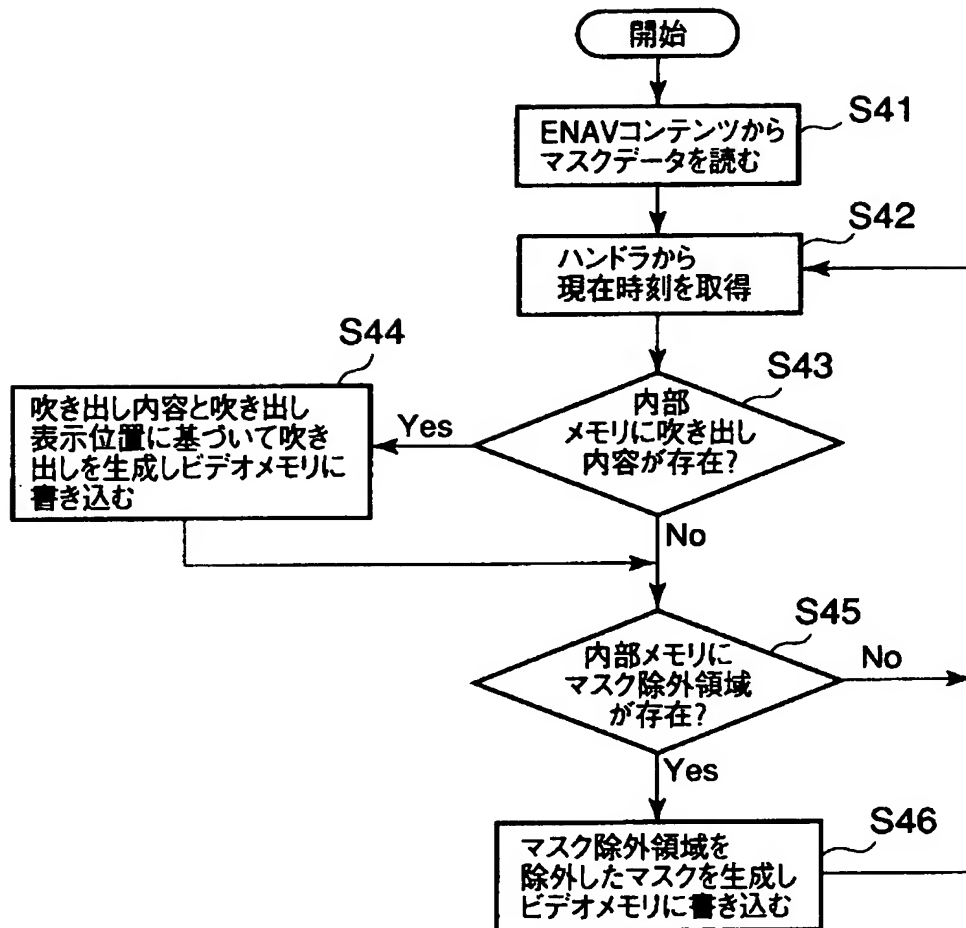 開始
S41
ENAVコンテンツから
マスクデータを読む
S42
ハンドラから
現在時刻を取得
S43
内部
メモリに吹き出し
内容が存在?
Yes
S44
吹き出し内容と吹き出し
表示位置に基づいて吹き
出しを生成しビデオメモリに
書き込む
No
S45
内部メモリに
マスク除外領域
が存在?
No
Yes
S46
マスク除外領域を
除外したマスクを生成し
ビデオメモリに書き込む